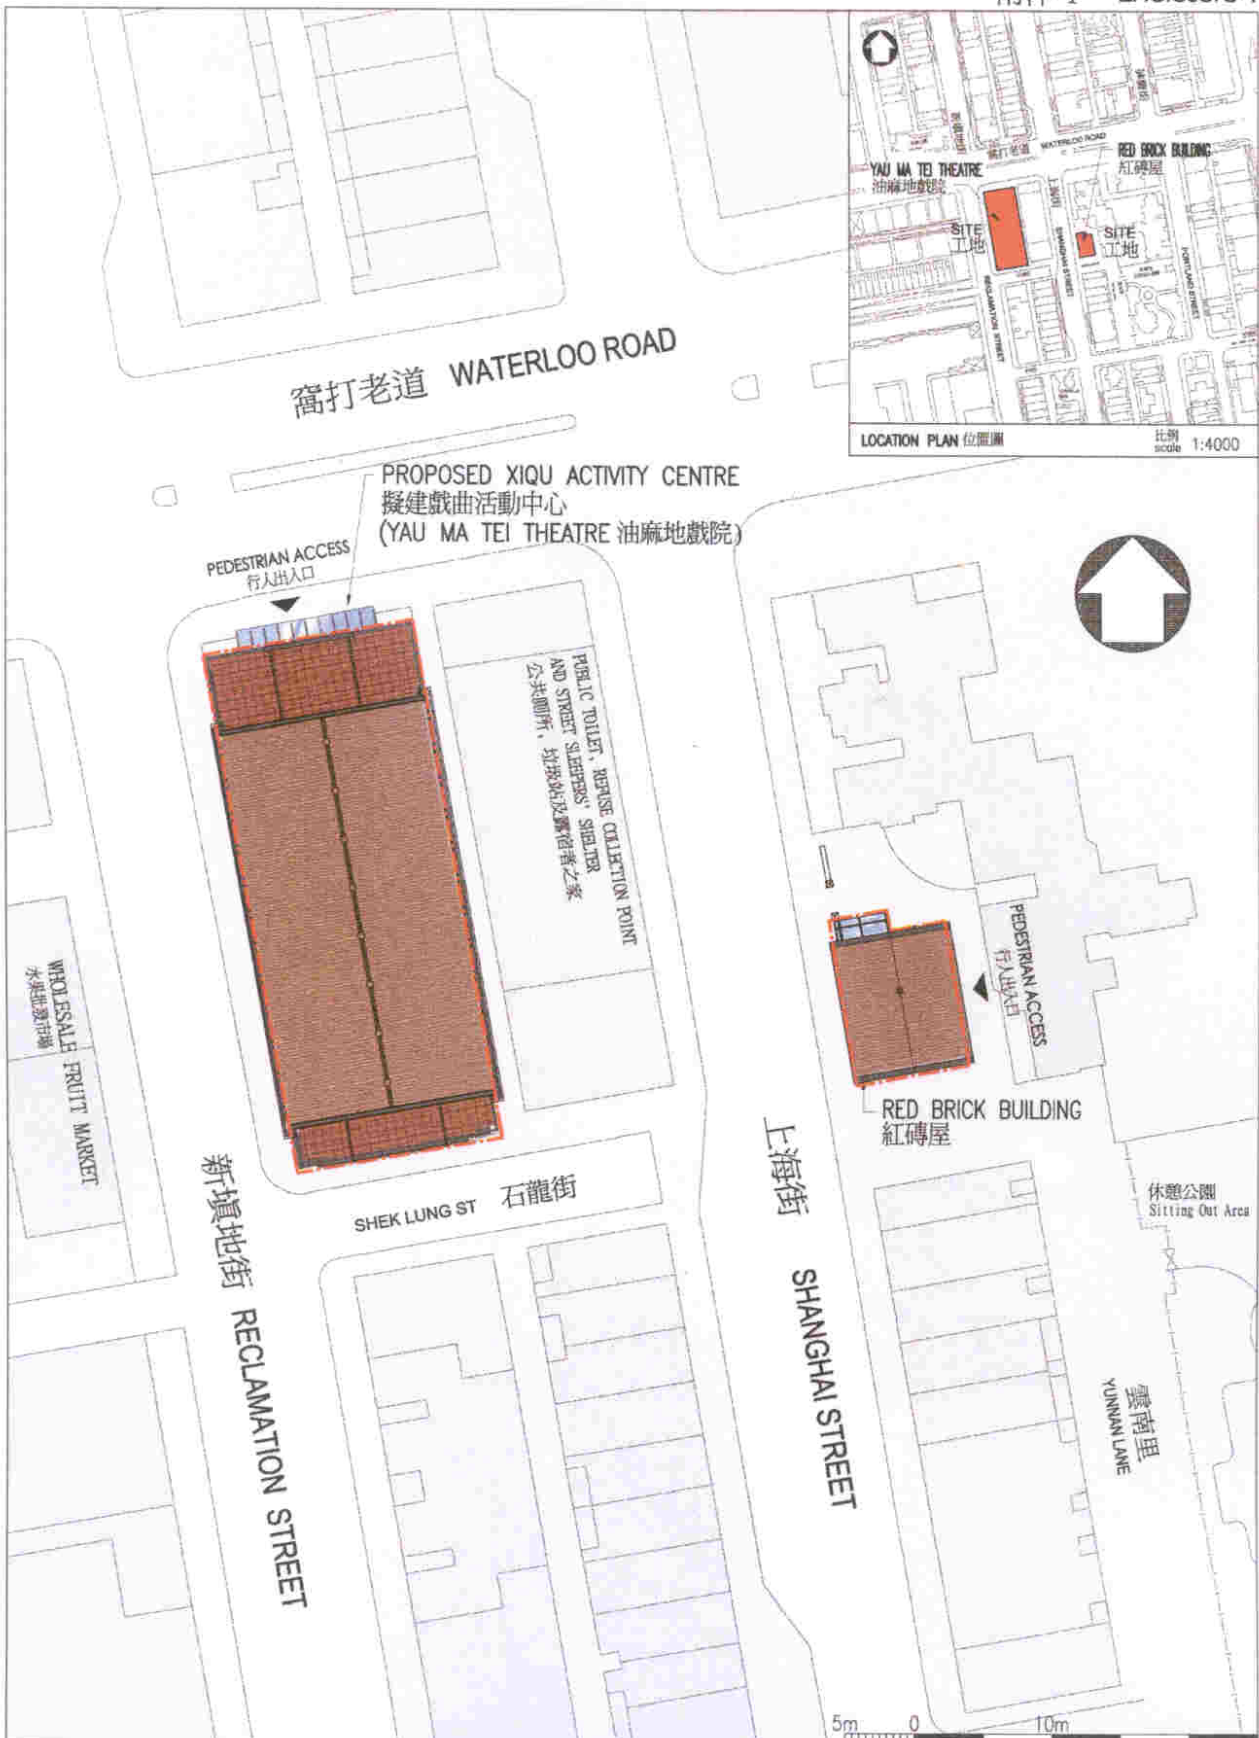 附件 1
窩打老道 WATERLOO ROAD
RED BRICK BUILDING
紅磚屋
YAU MA TEI THEATRE
油麻地戲院
SITE
工地
SITE
工地
SHANGHAI STREET
RECLAMATION STREET
PORTLAND STREET
LOCATION PLAN 位置圖
比例
scale 1:4000
窩打老道 WATERLOO ROAD
PROPOSED XIQU ACTIVITY CENTRE
擬建戲曲活動中心
(YAU MA TEI THEATRE 油麻地戲院)
PEDESTRIAN ACCESS
行人出入口
PUBLIC TOILET, REFUSE COLLECTION POINT
AND STREET SLEEPERS' SHELTER
公共厠所，垃圾站及露宿者之家
PEDESTRIAN ACCESS
行人出入口
WHOLESALE FRUIT MARKET
水果批發市場
RED BRICK BUILDING
紅磚屋
SHEK LUNG ST 石龍街
新填地街 RECLAMATION STREET
上海街 SHANGHAI STREET
休憩公園
Sitting Out Area
雲南里
YUNNAN LANE
5m 0 10m